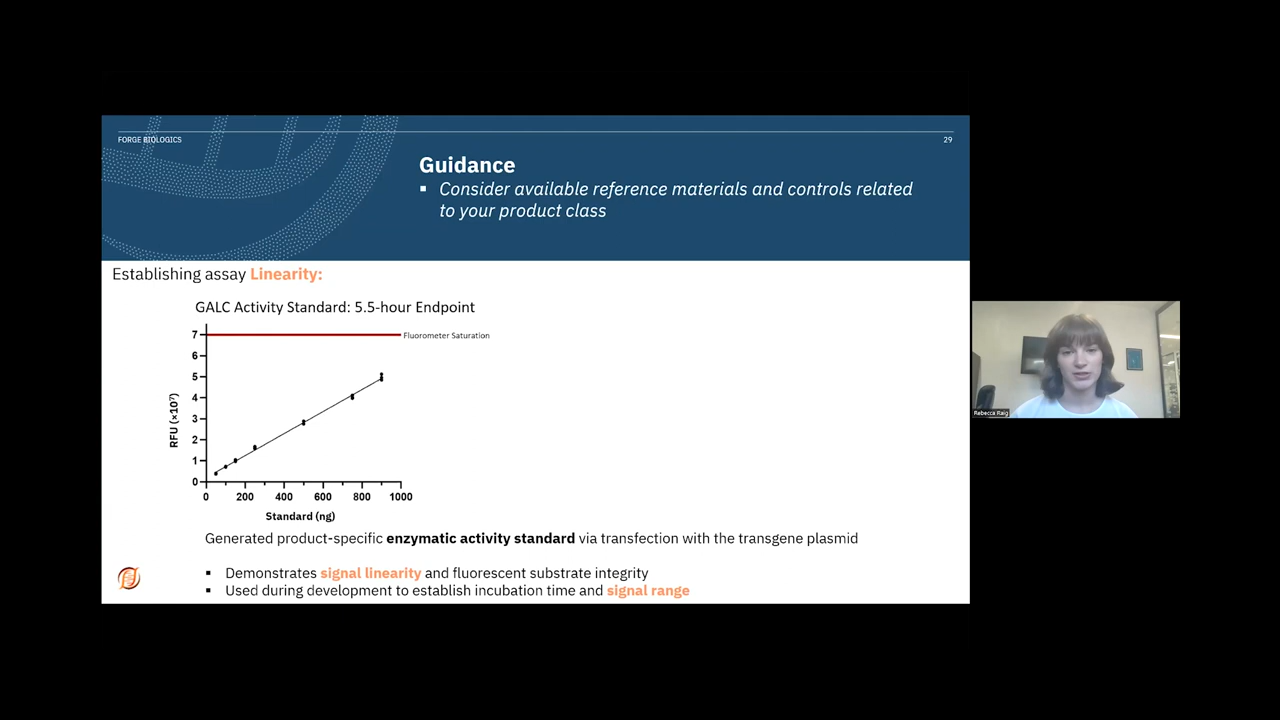 FORGE BIOLOGICS
29
Guidance
▪ Consider available reference materials and controls related
to your product class
Establishing assay Linearity:
GALC Activity Standard: 5.5-hour Endpoint
7
6
5
4
3
2
1
0
Fluorometer Saturation
RFU (×10⁷)
0 200 400 600 800 1000
Standard (ng)
Generated product-specific enzymatic activity standard via transfection with the transgene plasmid
▪ Demonstrates signal linearity and fluorescent substrate integrity
▪ Used during development to establish incubation time and signal range
Rebecca Raig